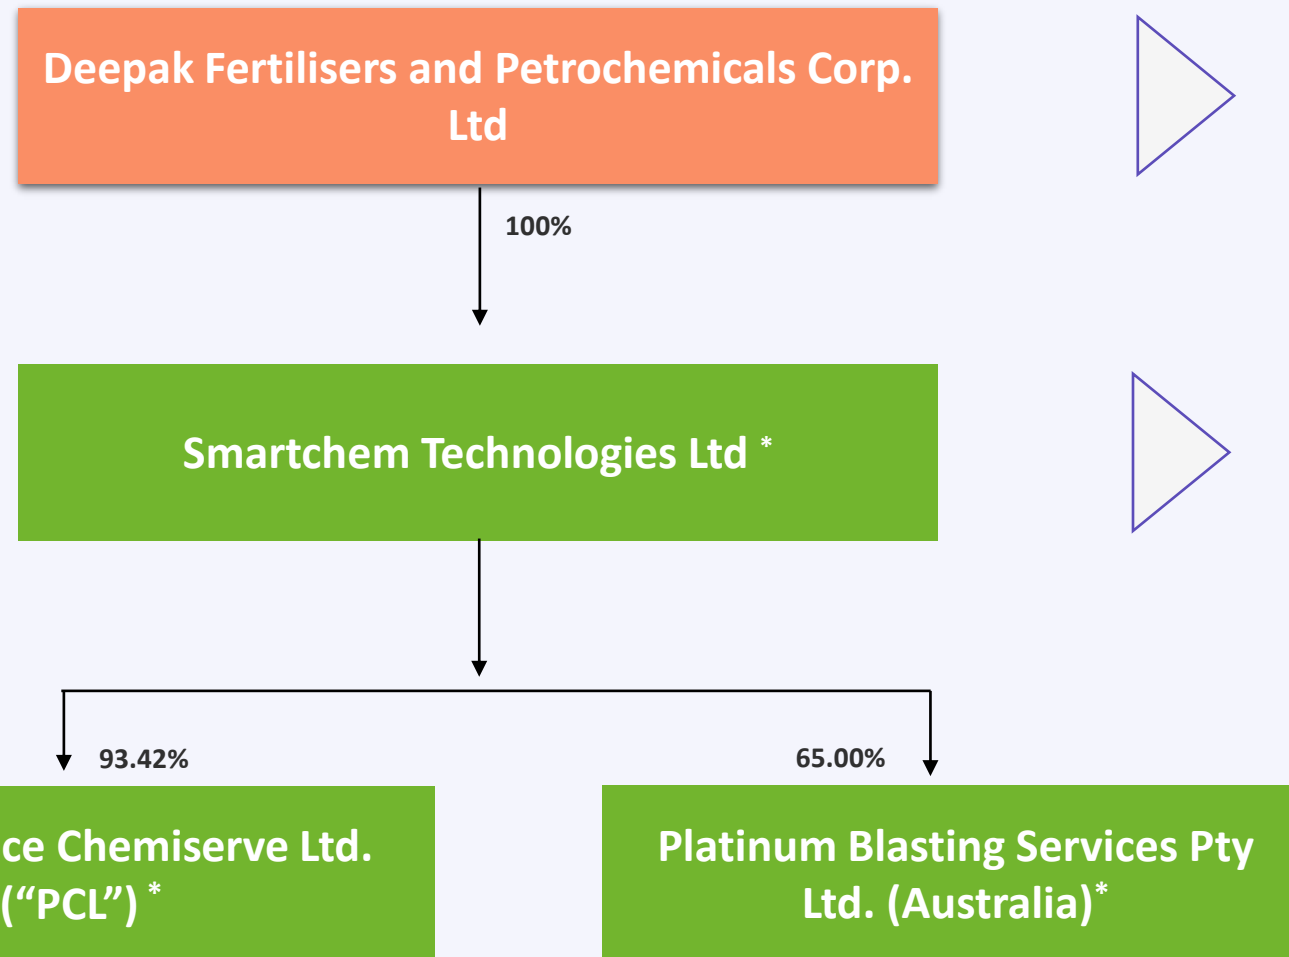 Deepak Fertilisers and Petrochemicals Corp.
Ltd
100%
Smartchem Technologies Ltd *
93.42%
65.00%
ce Chemiserve Ltd.
(“PCL”) *
Platinum Blasting Services Pty
Ltd. (Australia)*